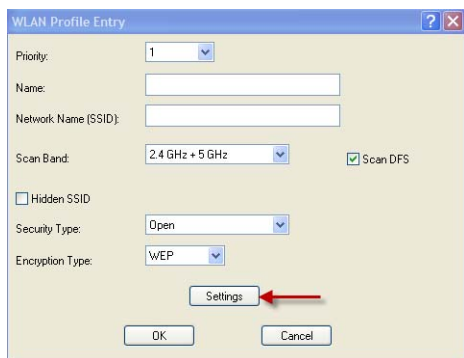 WLAN Profile Entry
Priority: 1
Name:
Network Name (SSID):
Scan Band: 2.4 GHz + 5 GHz Scan DFS
Hidden SSID
Security Type: Open
Encryption Type: WEP
Settings
OK Cancel